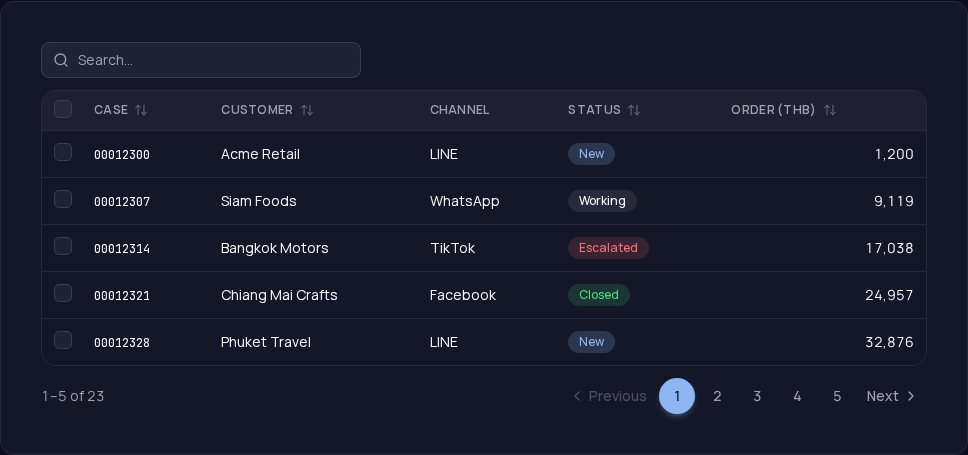 Search...
CASE CUSTOMER CHANNEL STATUS ORDER (THB)
00012300 Acme Retail LINE New 1,200
00012307 Siam Foods WhatsApp Working 9,119
00012314 Bangkok Motors TikTok Escalated 17,038
00012321 Chiang Mai Crafts Facebook Closed 24,957
00012328 Phuket Travel LINE New 32,876
1–5 of 23 Previous 1 2 3 4 5 Next